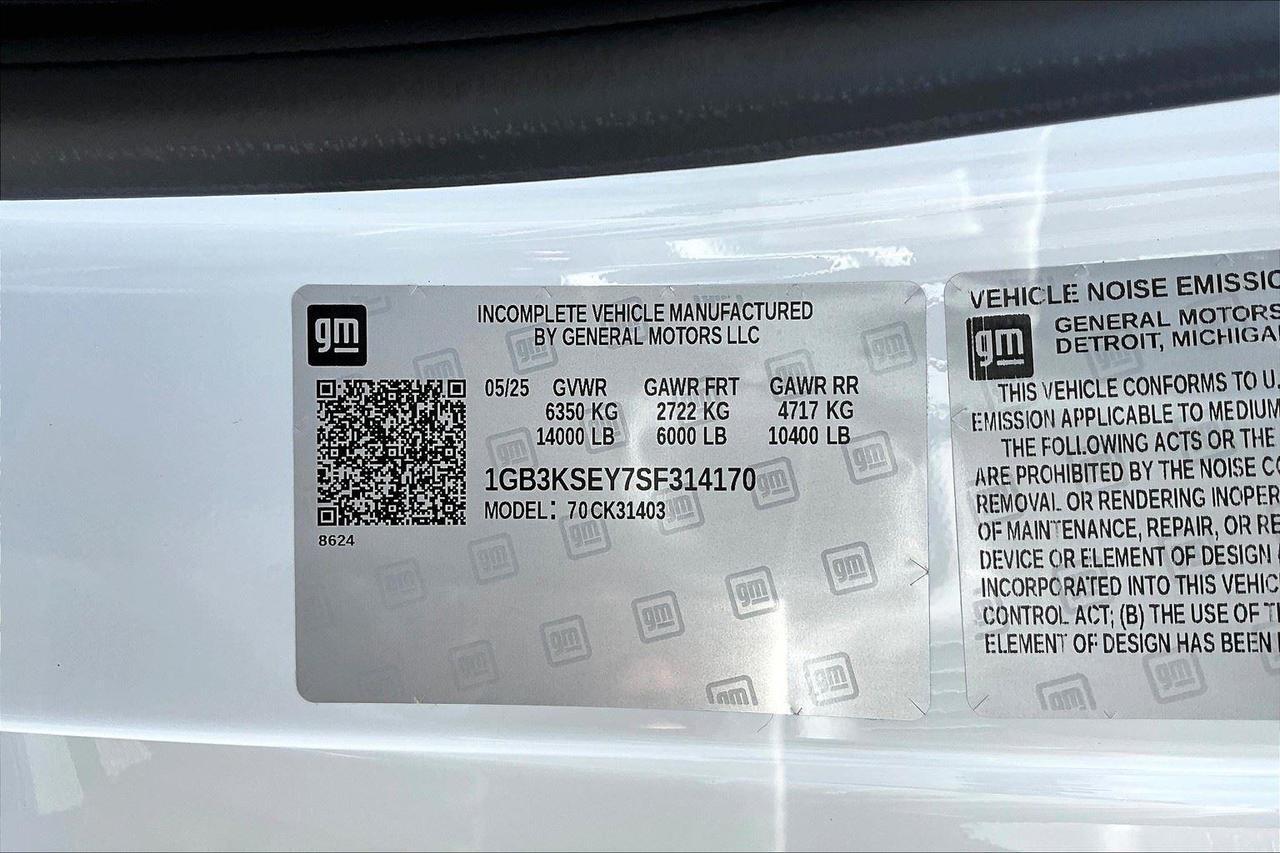 gm
INCOMPLETE VEHICLE MANUFACTURED
BY GENERAL MOTORS LLC
05/25 GVWR GAWR FRT GAWR RR
6350 KG 2722 KG 4717 KG
14000 LB 6000 LB 10400 LB
1GB3KSEY7SF314170
MODEL: 70CK31403
8624
VEHICLE NOISE EMISSIO
gm
GENERAL MOTORS
DETROIT, MICHIGA
THIS VEHICLE CONFORMS TO U.
EMISSION APPLICABLE TO MEDIUM
THE FOLLOWING ACTS OR THE
ARE PROHIBITED BY THE NOISE CO
REMOVAL OR RENDERING INOPER
OF MAINTENANCE, REPAIR, OR RE
DEVICE OR ELEMENT OF DESIGN
INCORPORATED INTO THIS VEHIC
CONTROL ACT; (B) THE USE OF T
ELEMENT OF DESIGN HAS BEEN